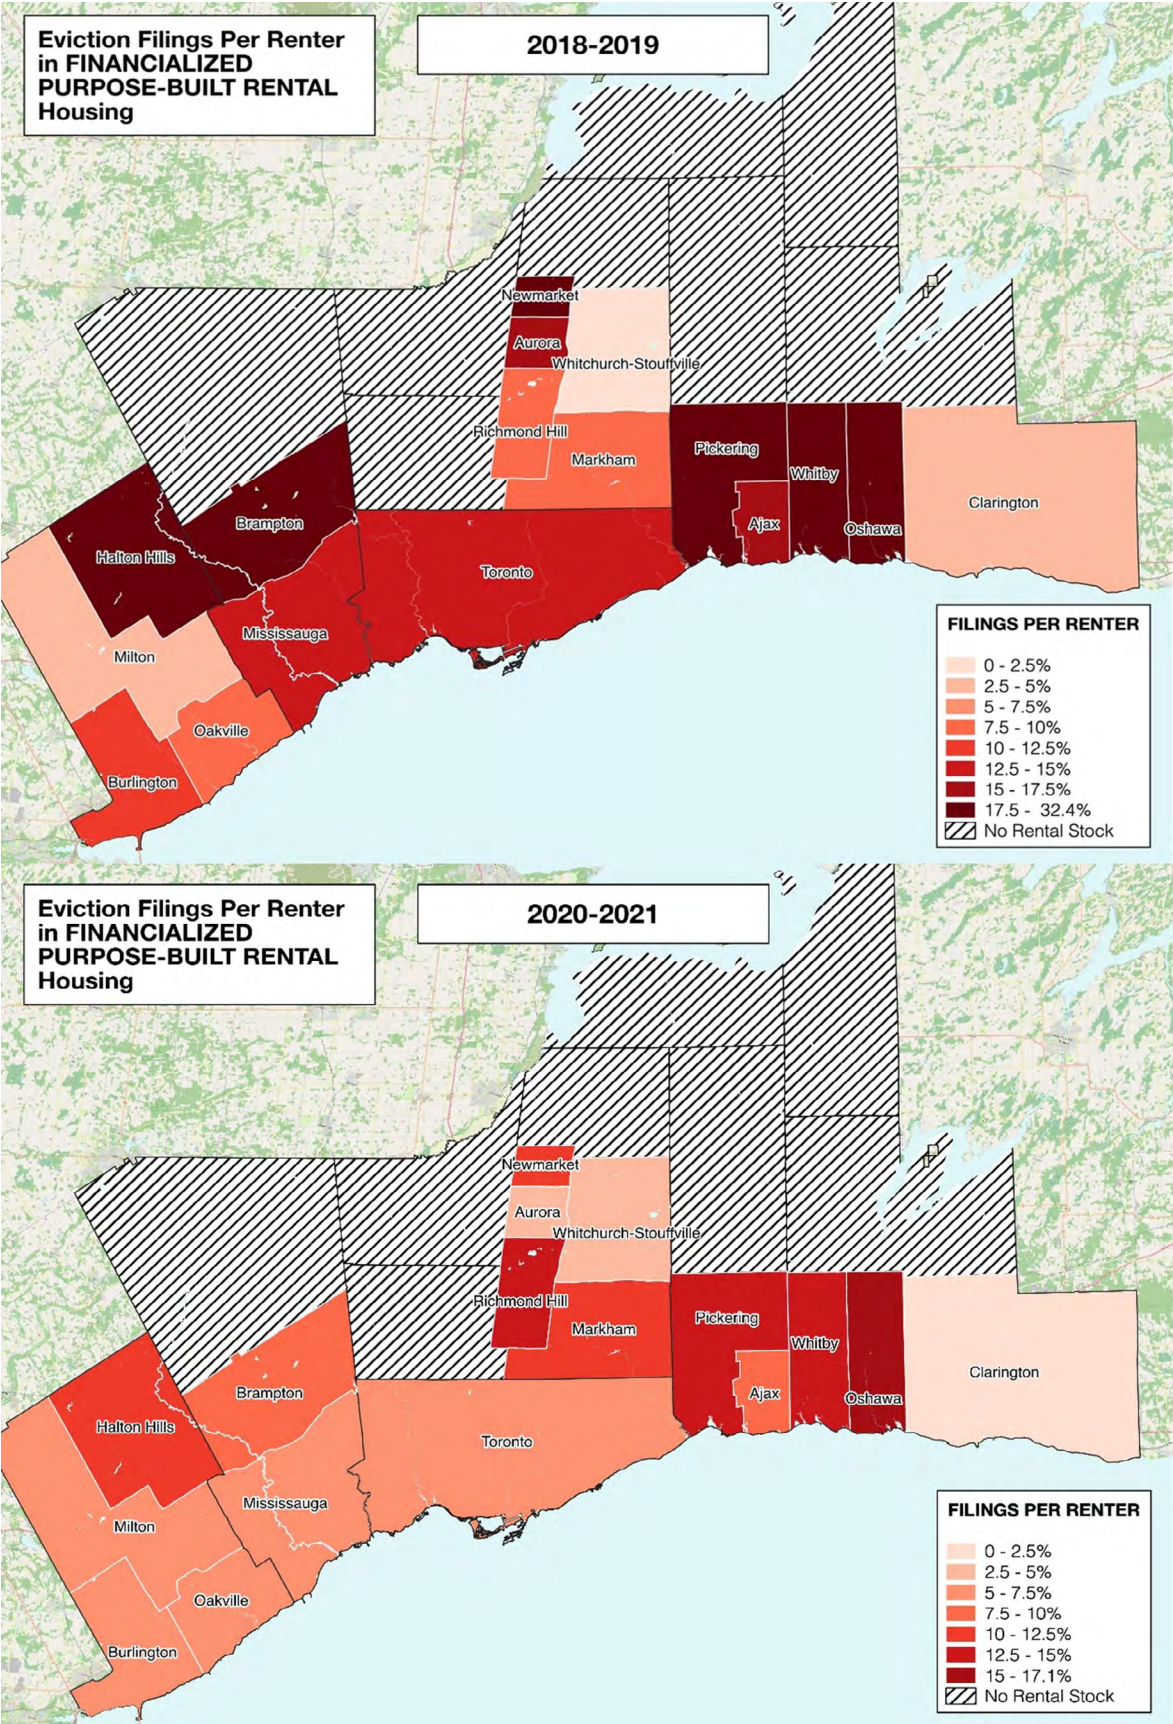 Eviction Filings Per Renter
in FINANCIALIZED
PURPOSE-BUILT RENTAL
Housing
2018-2019
Newmarket
Aurora
Whitchurch-Stouffville
Richmond Hill
Markham
Pickering
Whitby
Ajax
Oshawa
Clarington
Brampton
Halton Hills
Toronto
Mississauga
Milton
Oakville
Burlington
FILINGS PER RENTER
0 - 2.5%
2.5 - 5%
5 - 7.5%
7.5 - 10%
10 - 12.5%
12.5 - 15%
15 - 17.5%
17.5 - 32.4%
No Rental Stock
Eviction Filings Per Renter
in FINANCIALIZED
PURPOSE-BUILT RENTAL
Housing
2020-2021
Newmarket
Aurora
Whitchurch-Stouffville
Richmond Hill
Markham
Pickering
Whitby
Ajax
Oshawa
Clarington
Brampton
Halton Hills
Toronto
Mississauga
Milton
Oakville
Burlington
FILINGS PER RENTER
0 - 2.5%
2.5 - 5%
5 - 7.5%
7.5 - 10%
10 - 12.5%
12.5 - 15%
15 - 17.1%
No Rental Stock